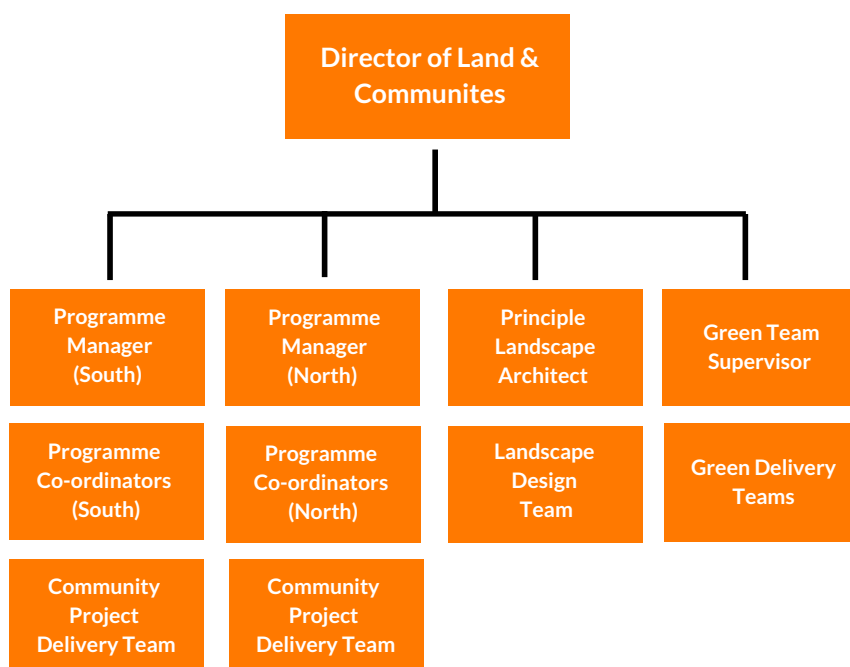 Director of Land &
Communites
Programme
Manager
(South)
Programme
Manager
(North)
Principle
Landscape
Architect
Green Team
Supervisor
Programme
Co-ordinators
(South)
Programme
Co-ordinators
(North)
Landscape
Design
Team
Green Delivery
Teams
Community
Project
Delivery Team
Community
Project
Delivery Team